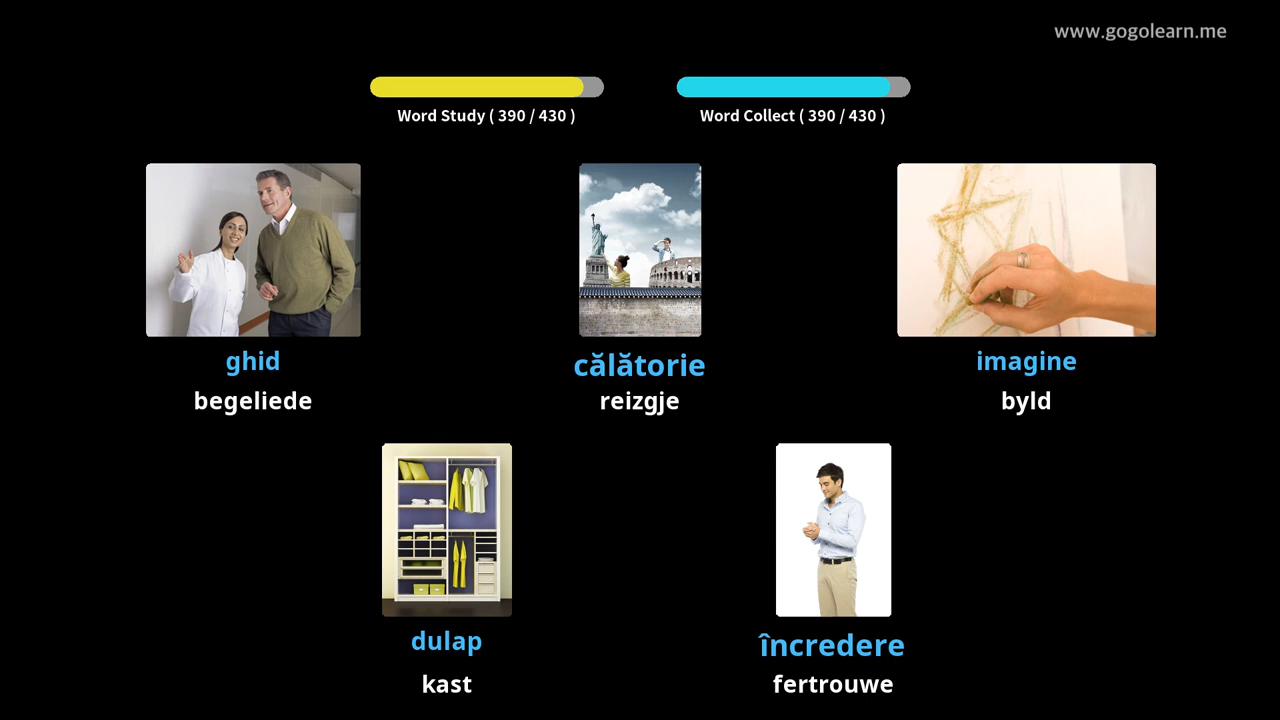 www.gogolearn.me
Word Study ( 390 / 430 )
Word Collect ( 390 / 430 )
ghid
călătorie
imagine
begeliede
reizgje
byld
dulap
încredere
kast
fertrouwe